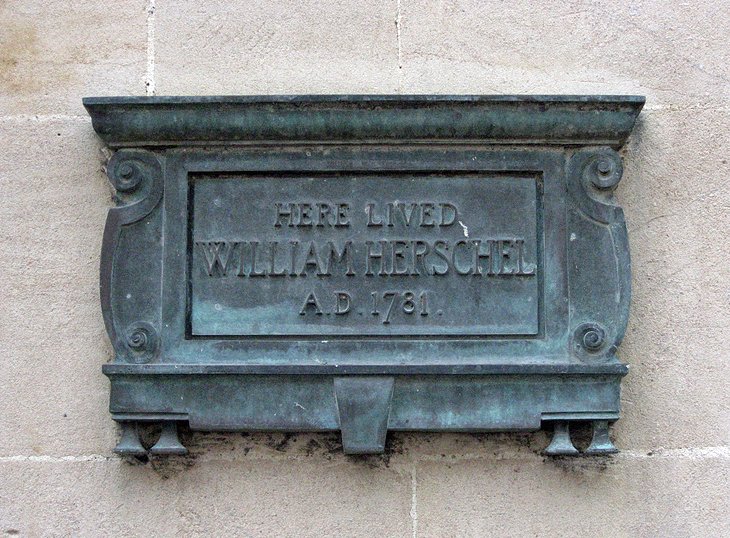 HERE LIVED
WILLIAM HERSCHEL
A.D. 1781.